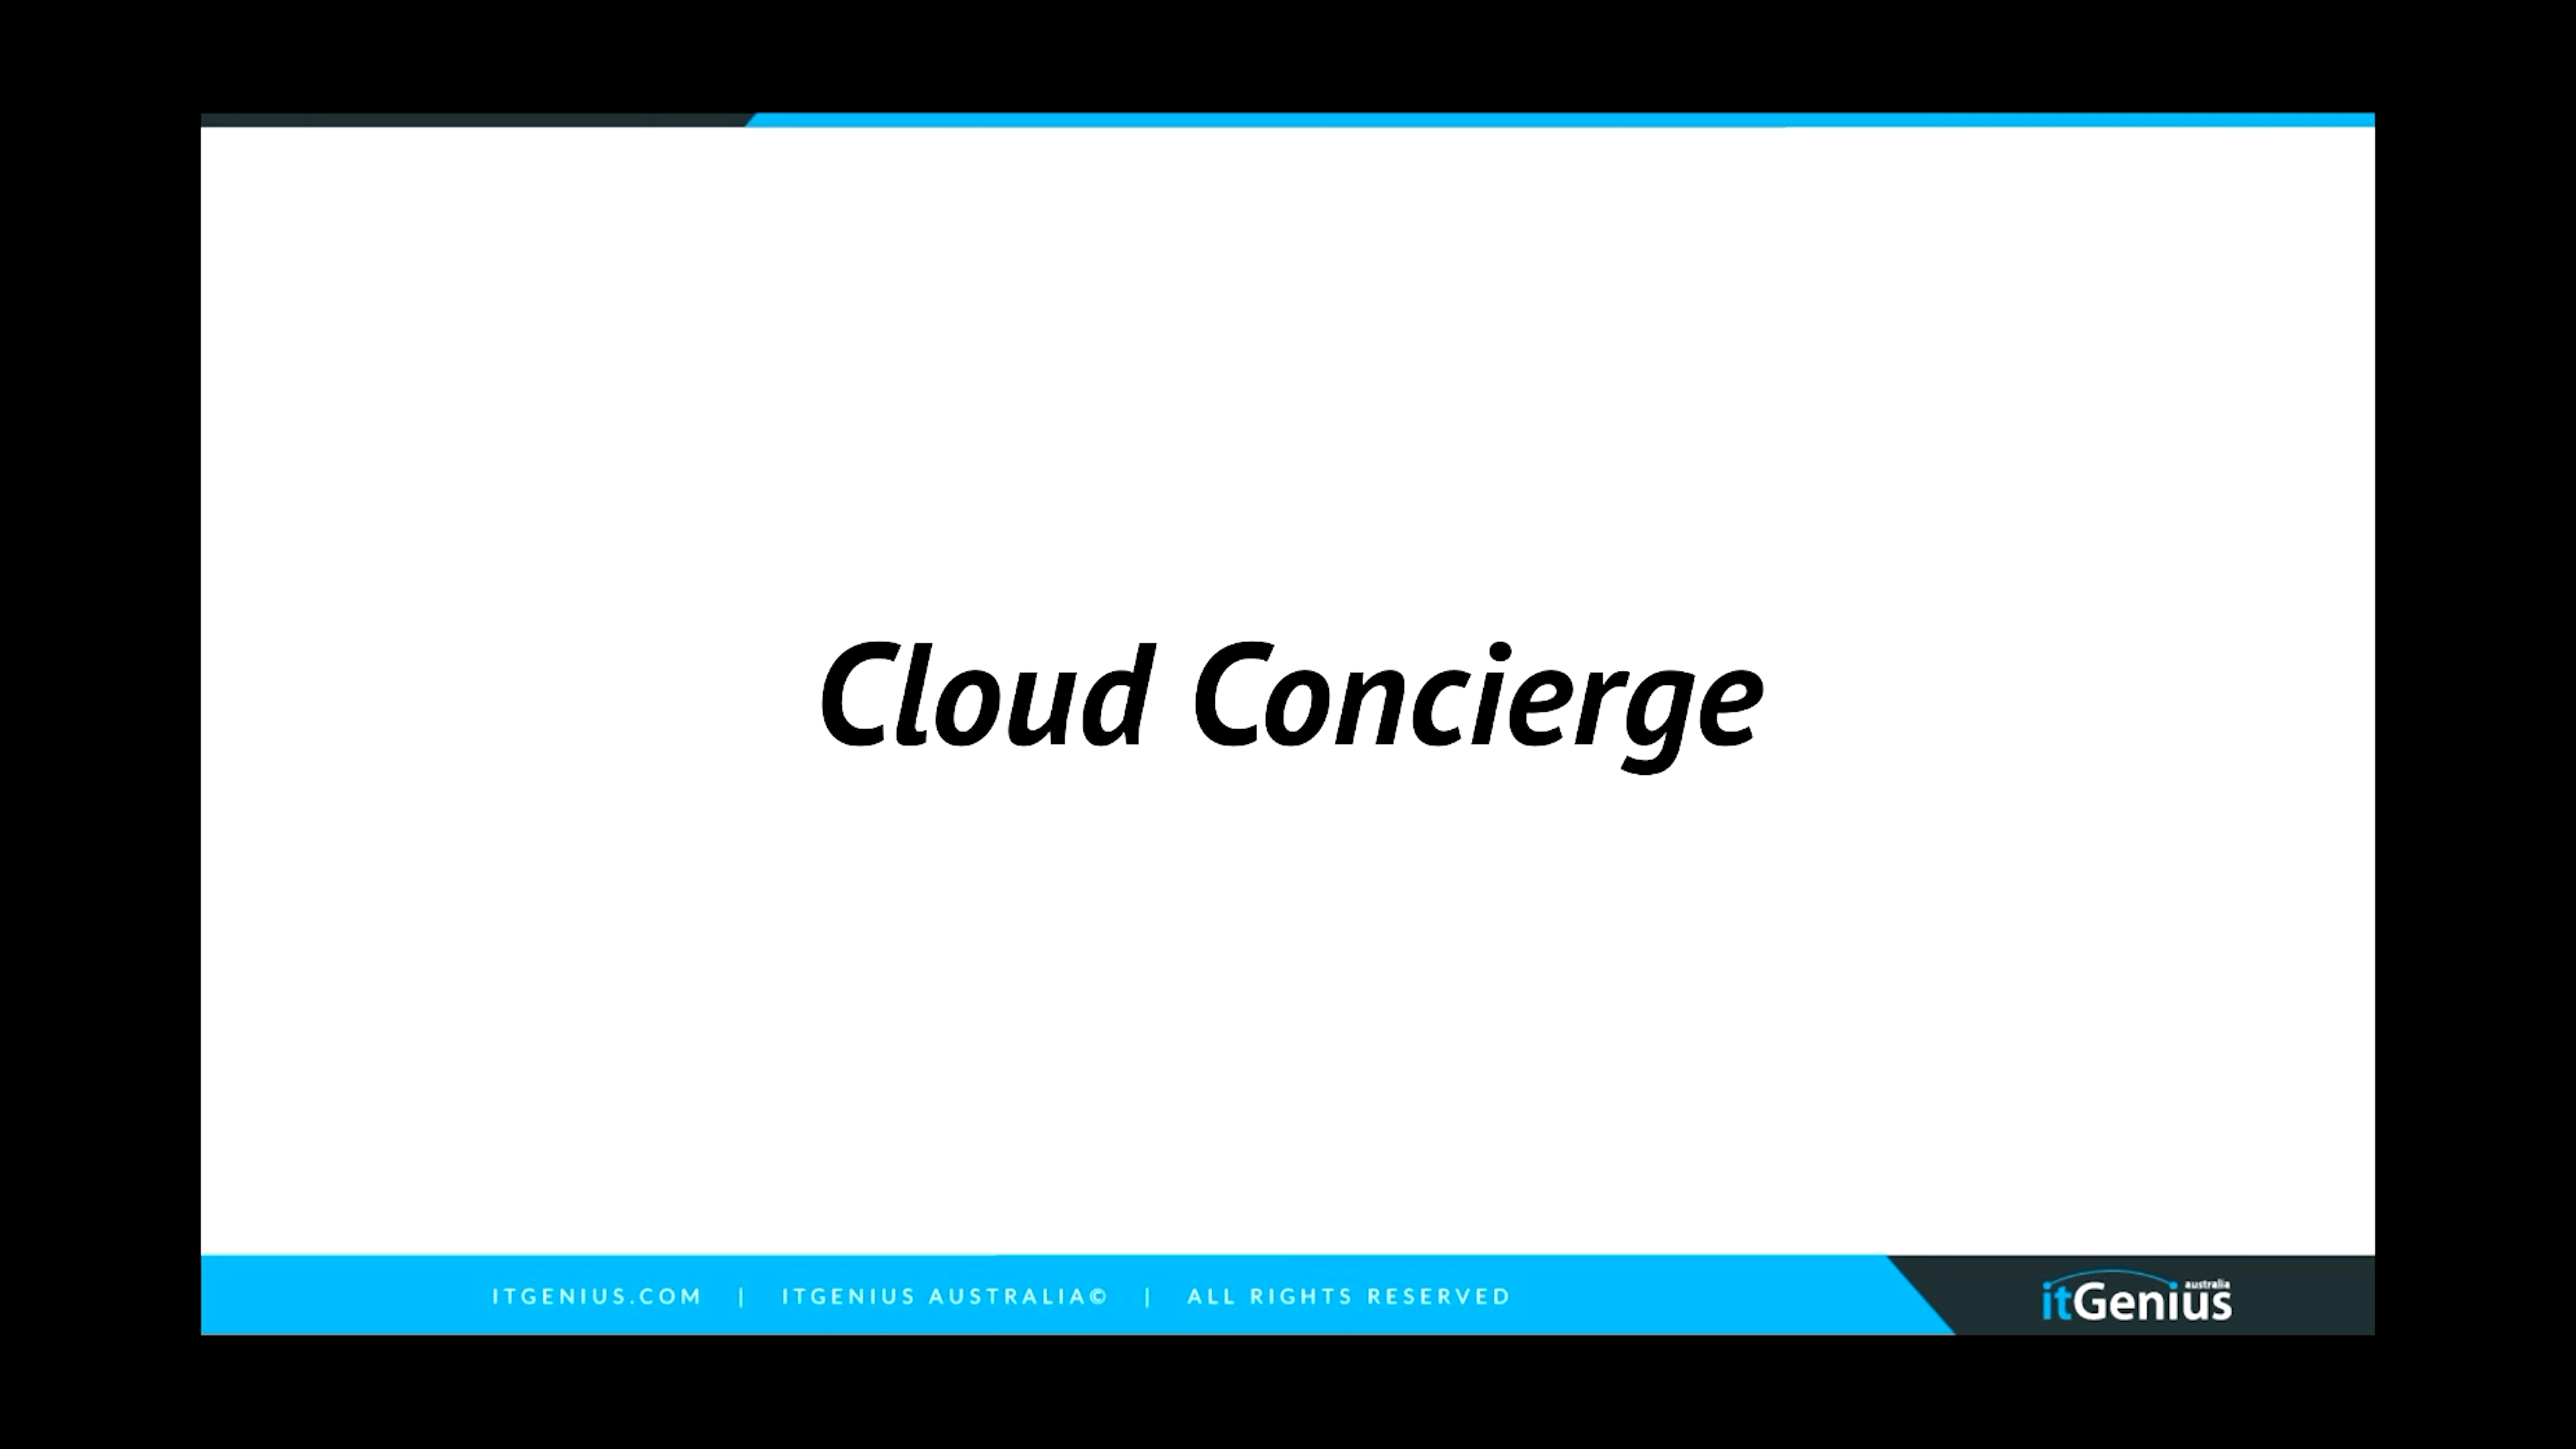 Cloud Concierge
ITGENIUS.COM | ITGENIUS AUSTRALIA© | ALL RIGHTS RESERVED
australia
itGenius